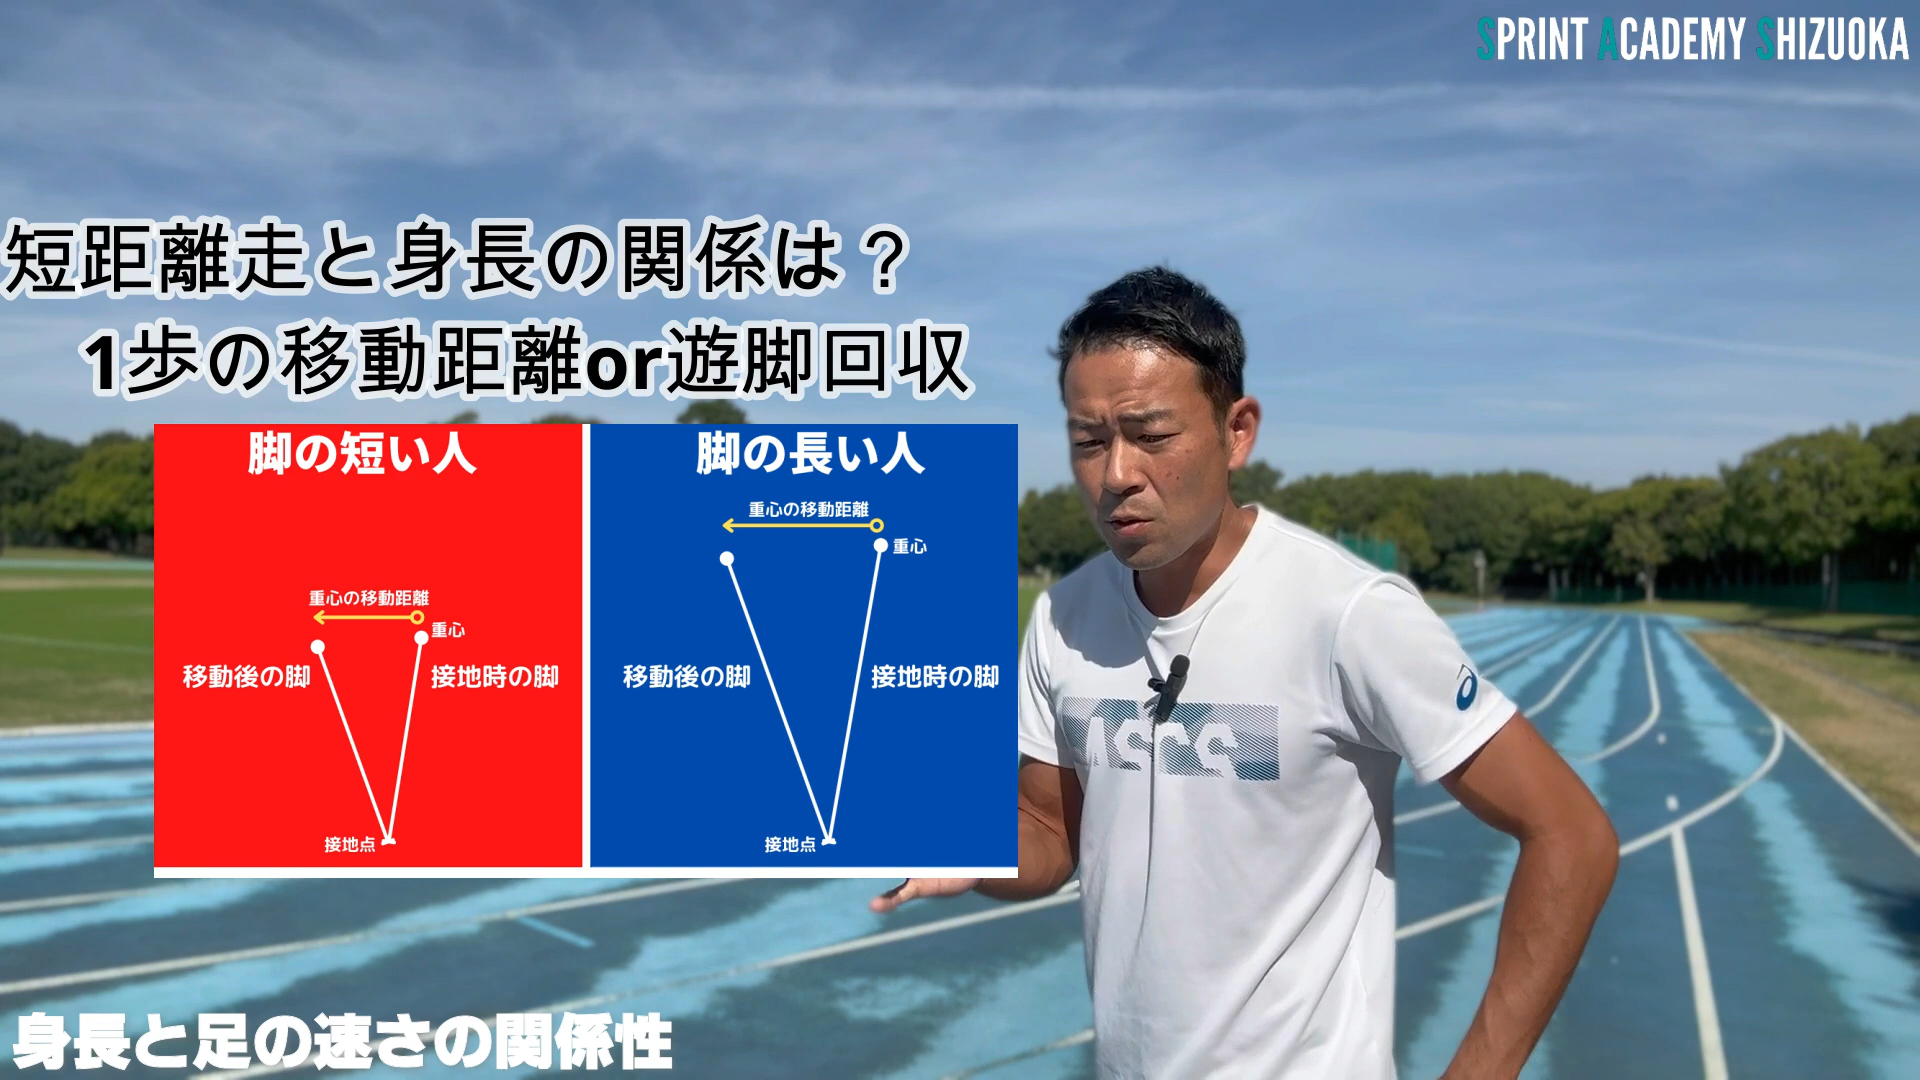 SPRINT ACADEMY SHIZUOKA
短距離走と身長の関係は？
1歩の移動距離or遊脚回収
脚の短い人
重心の移動距離
重心
移動後の脚
接地時の脚
接地点
脚の長い人
重心の移動距離
重心
移動後の脚
接地時の脚
接地点
asics
身長と足の速さの関係性